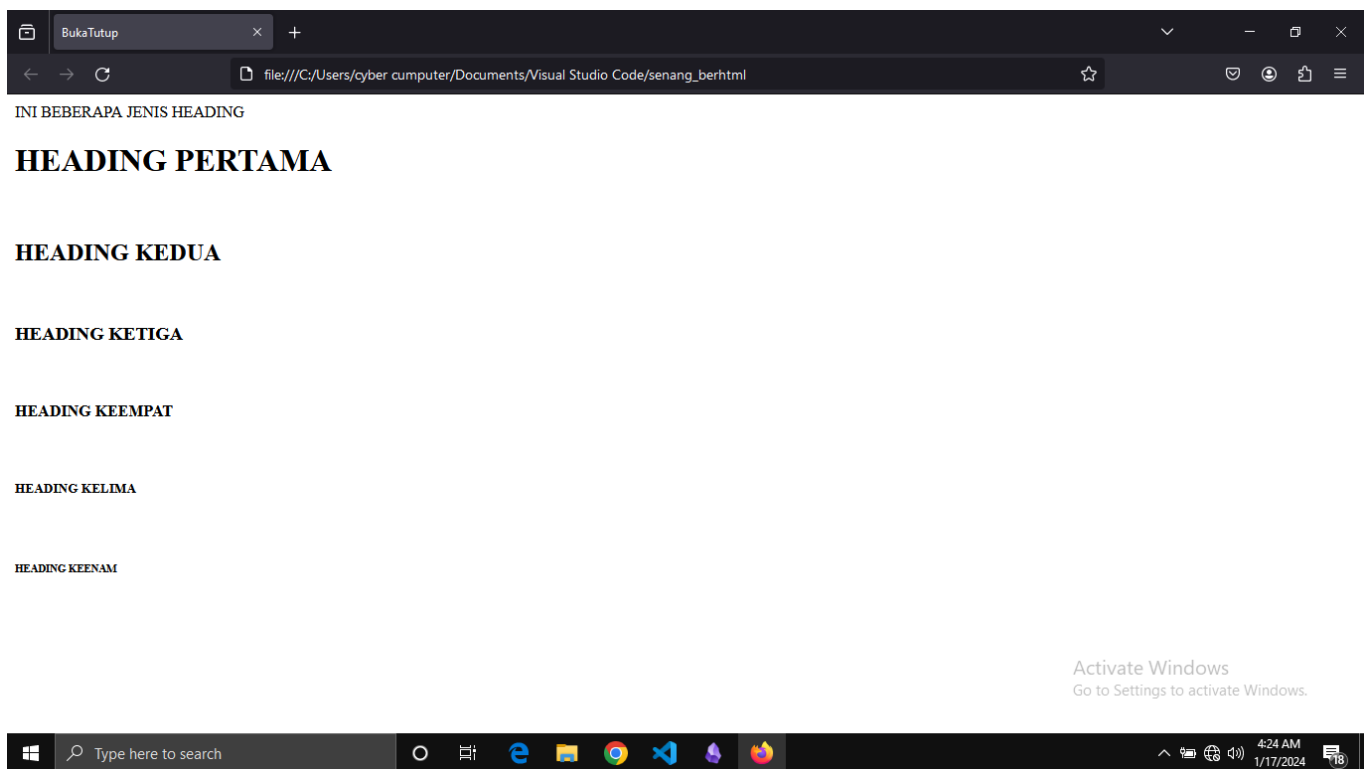 BukaTutup
file:///C:/Users/cyber cumputer/Documents/Visual Studio Code/senang_berhtml
INI BEBERAPA JENIS HEADING
HEADING PERTAMA
HEADING KEDUA
HEADING KETIGA
HEADING KEEMPAT
HEADING KELIMA
HEADING KEENAM
Activate Windows
Go to Settings to activate Windows.
Type here to search
4:24 AM
1/17/2024
18